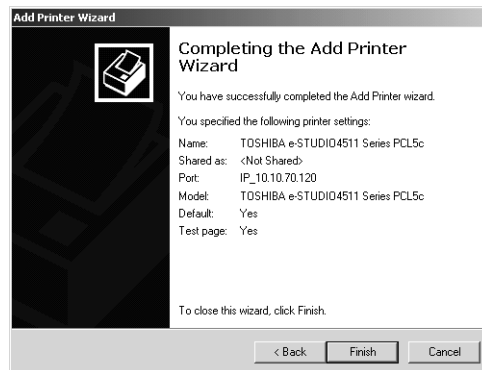 Add Printer Wizard
Completing the Add Printer
Wizard
You have successfully completed the Add Printer wizard.
You specified the following printer settings:
Name: TOSHIBA e-STUDIO4511 Series PCL5c
Shared as: <Not Shared>
Port: IP_10.10.70.120
Model: TOSHIBA e-STUDIO4511 Series PCL5c
Default: Yes
Test page: Yes
To close this wizard, click Finish.
< Back Finish Cancel